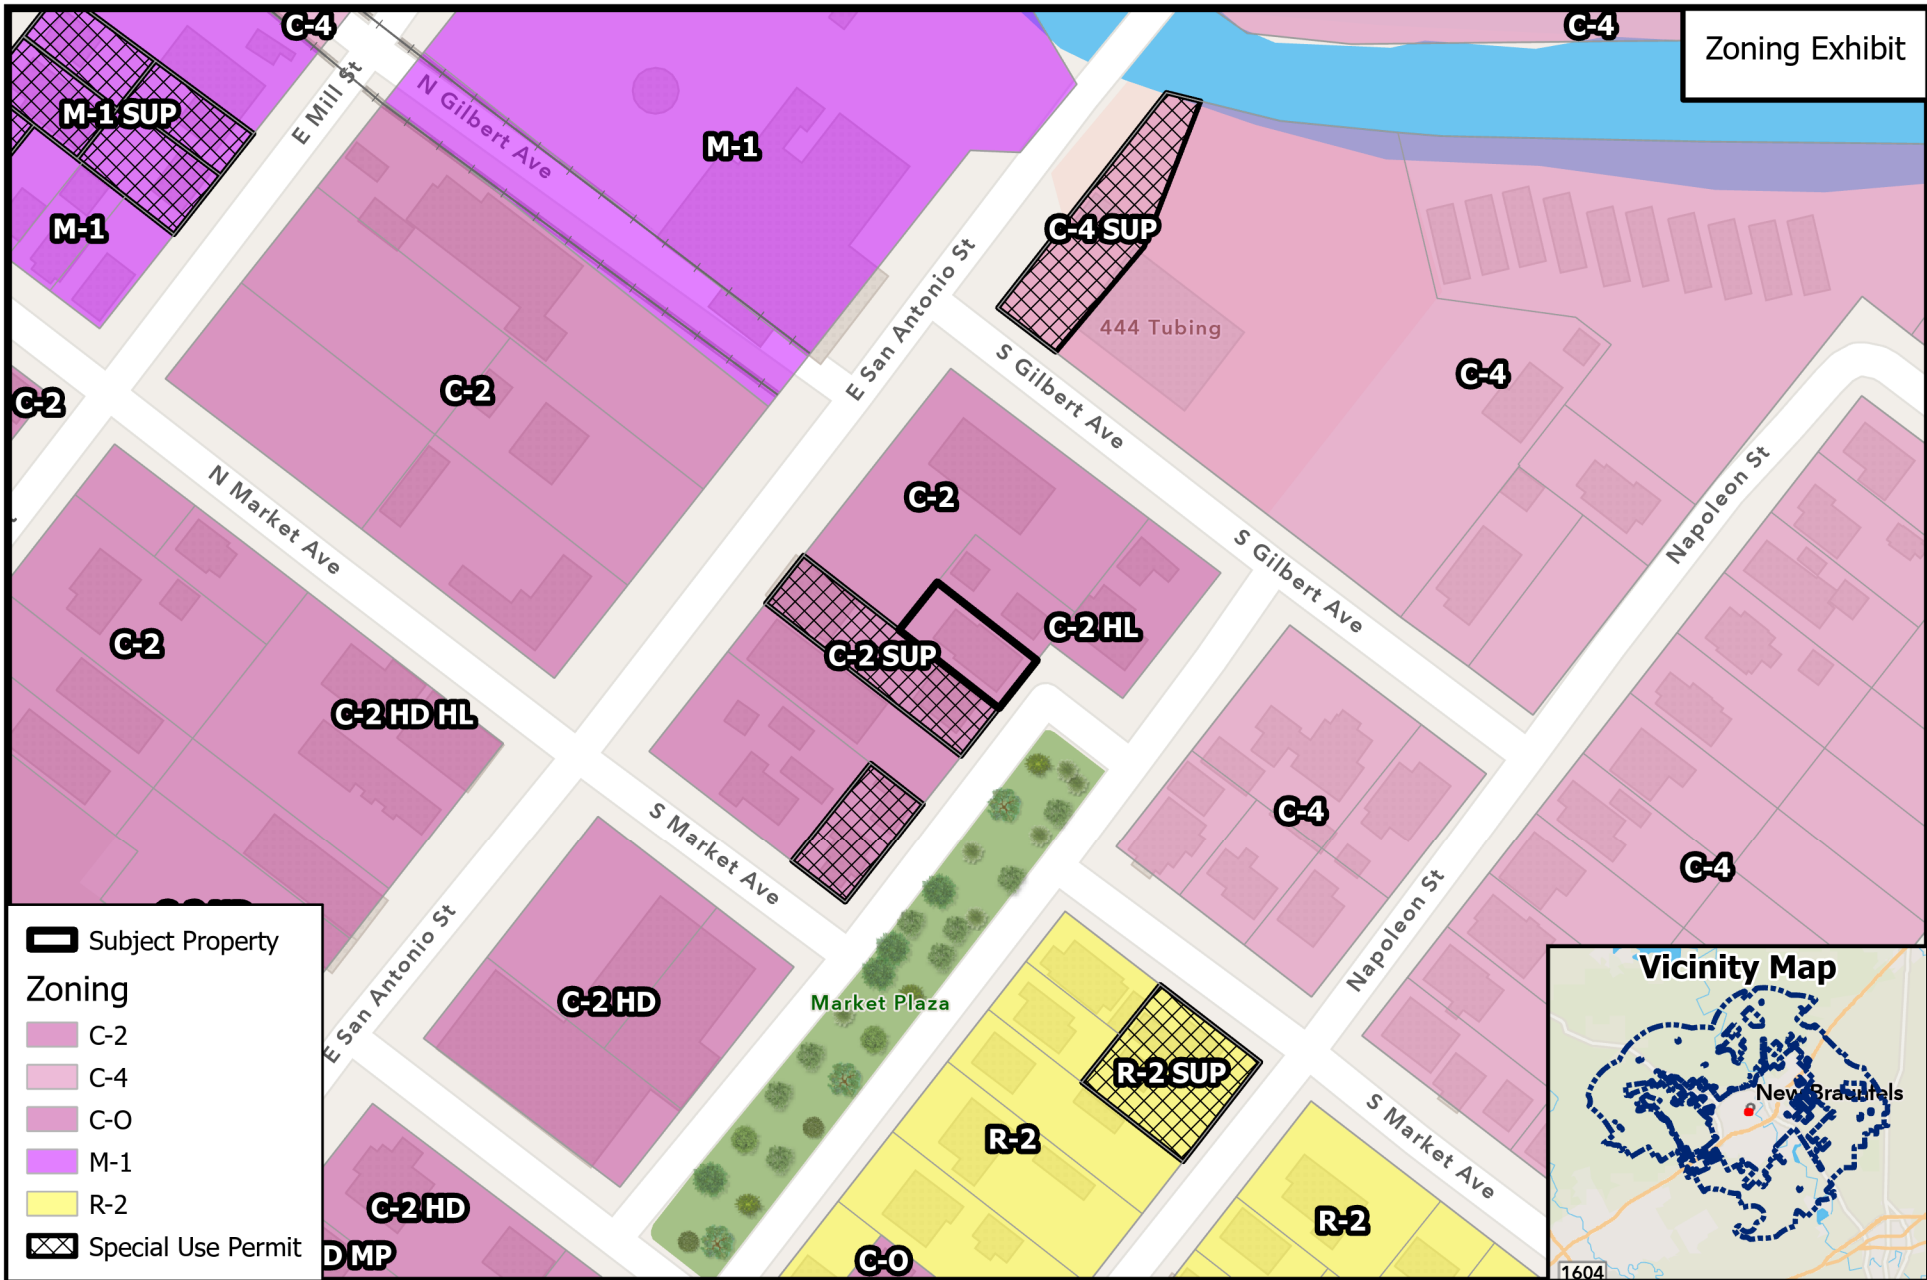 C-4
C-4
Zoning Exhibit
E Mill St
N Gilbert Ave
M-1 SUP
M-1
M-1
C-4 SUP
E San Antonio St
444 Tubing
S Gilbert Ave
C-4
C-2
C-2
N Market Ave
C-2
Napoleon St
S Gilbert Ave
C-2 HL
C-2
C-2 SUP
C-2 HD HL
S Market Ave
C-4
C-4
Napoleon St
E San Antonio St
C-2 HD
Market Plaza
R-2 SUP
R-2
S Market Ave
R-2
C-2 HD
D MP
C-O
Subject Property
Zoning
C-2
C-4
C-O
M-1
R-2
Special Use Permit
Vicinity Map
New Braunfels
1604